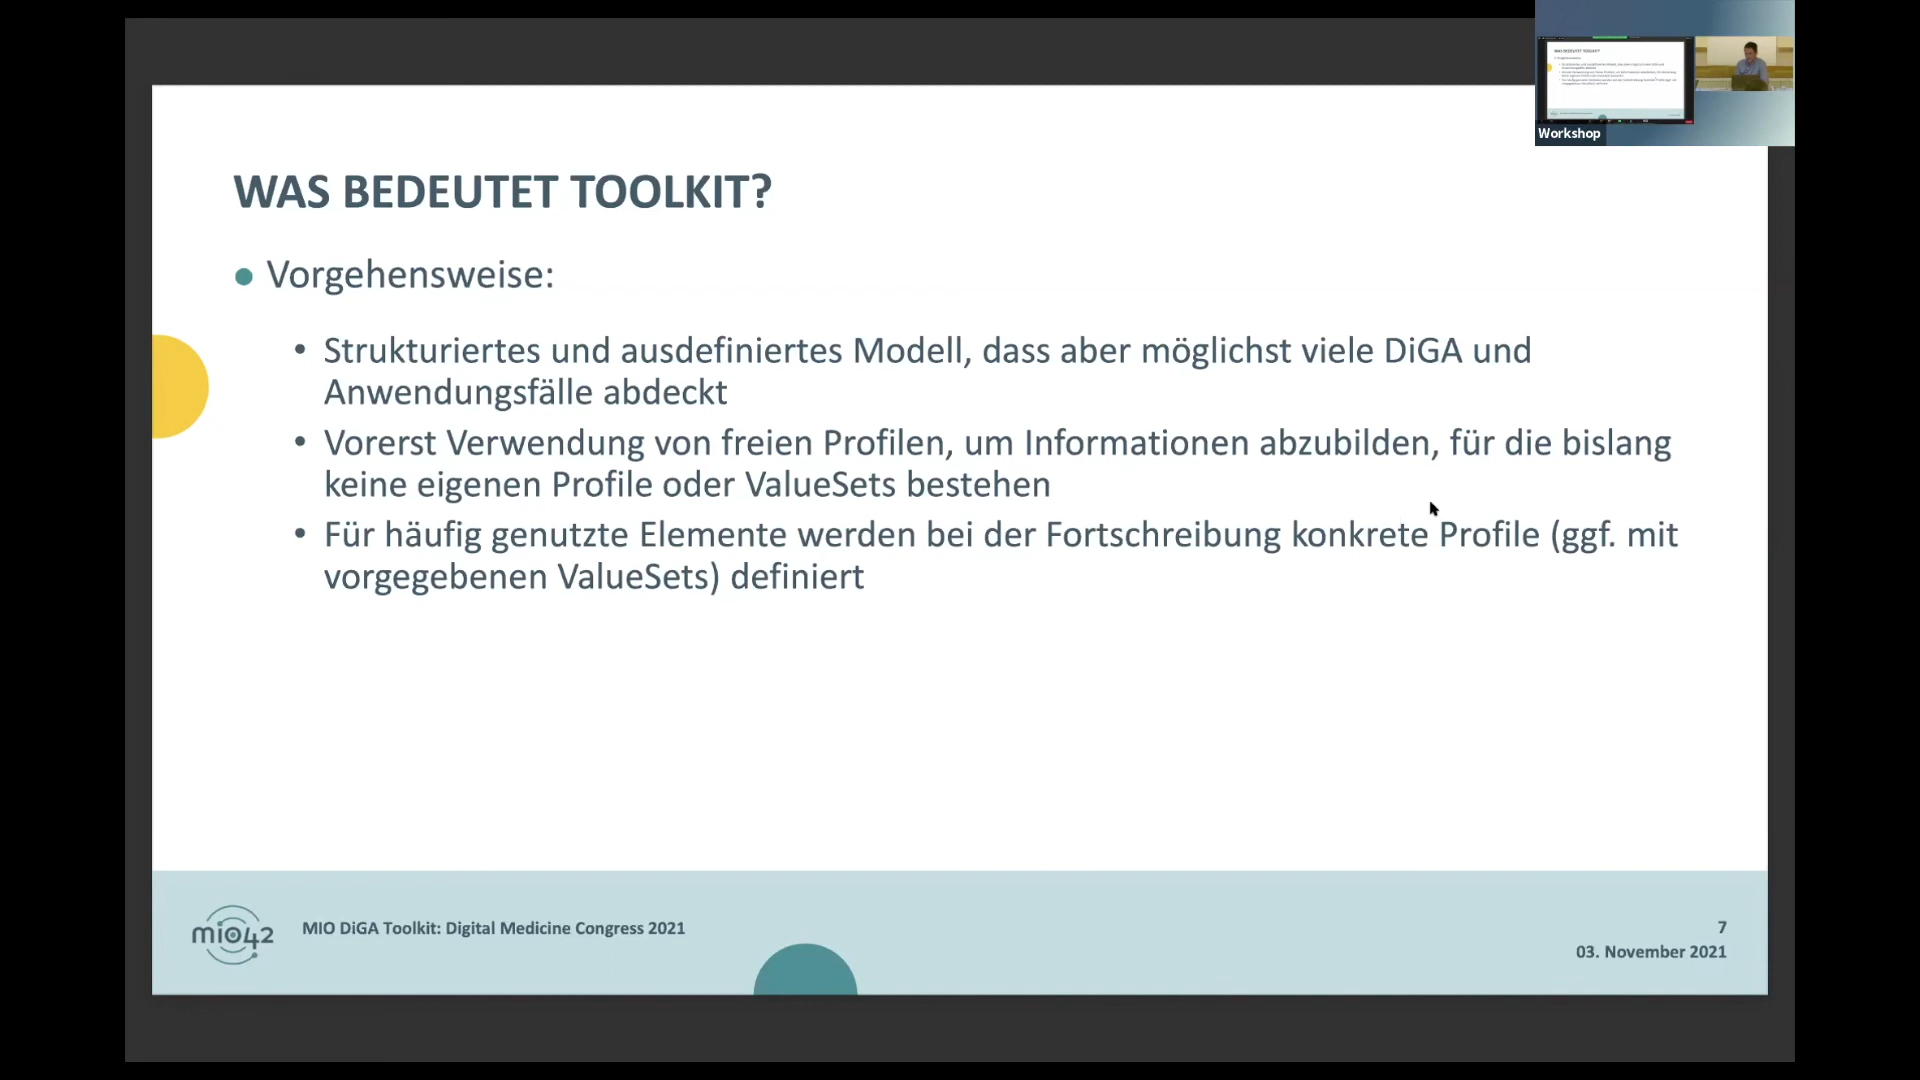 WAS BEDEUTET TOOLKIT?
Vorgehensweise:
Strukturiertes und ausdefiniertes Modell, dass aber möglichst viele DiGA und
Anwendungsfälle abdeckt
Vorerst Verwendung von freien Profilen, um Informationen abzubilden, für die bislang
keine eigenen Profile oder ValueSets bestehen
Für häufig genutzte Elemente werden bei der Fortschreibung konkrete Profile (ggf. mit
vorgegebenen ValueSets) definiert
Workshop
mio42
MIO DiGA Toolkit: Digital Medicine Congress 2021
7
03. November 2021